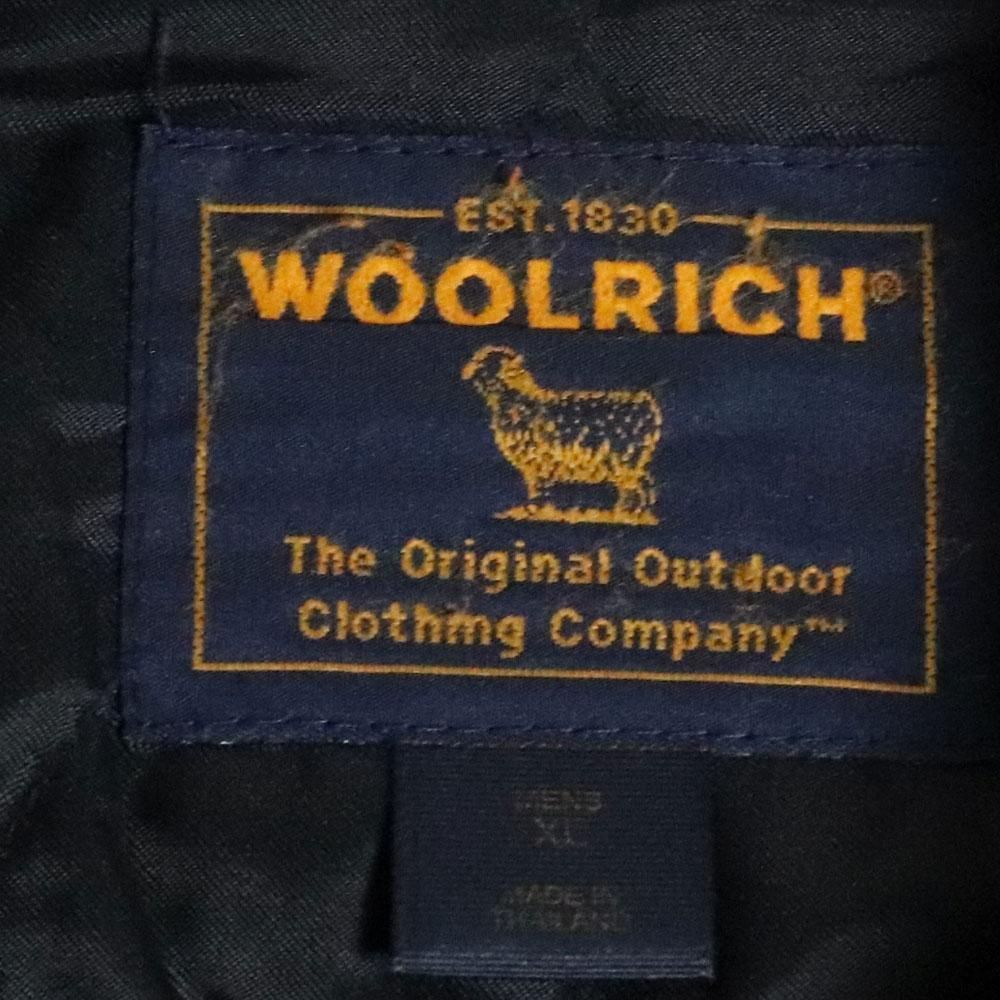 EST. 1830
WOOLRICH®
The Original Outdoor
Clothing Company™
MENS
XL
MADE IN
THAILAND